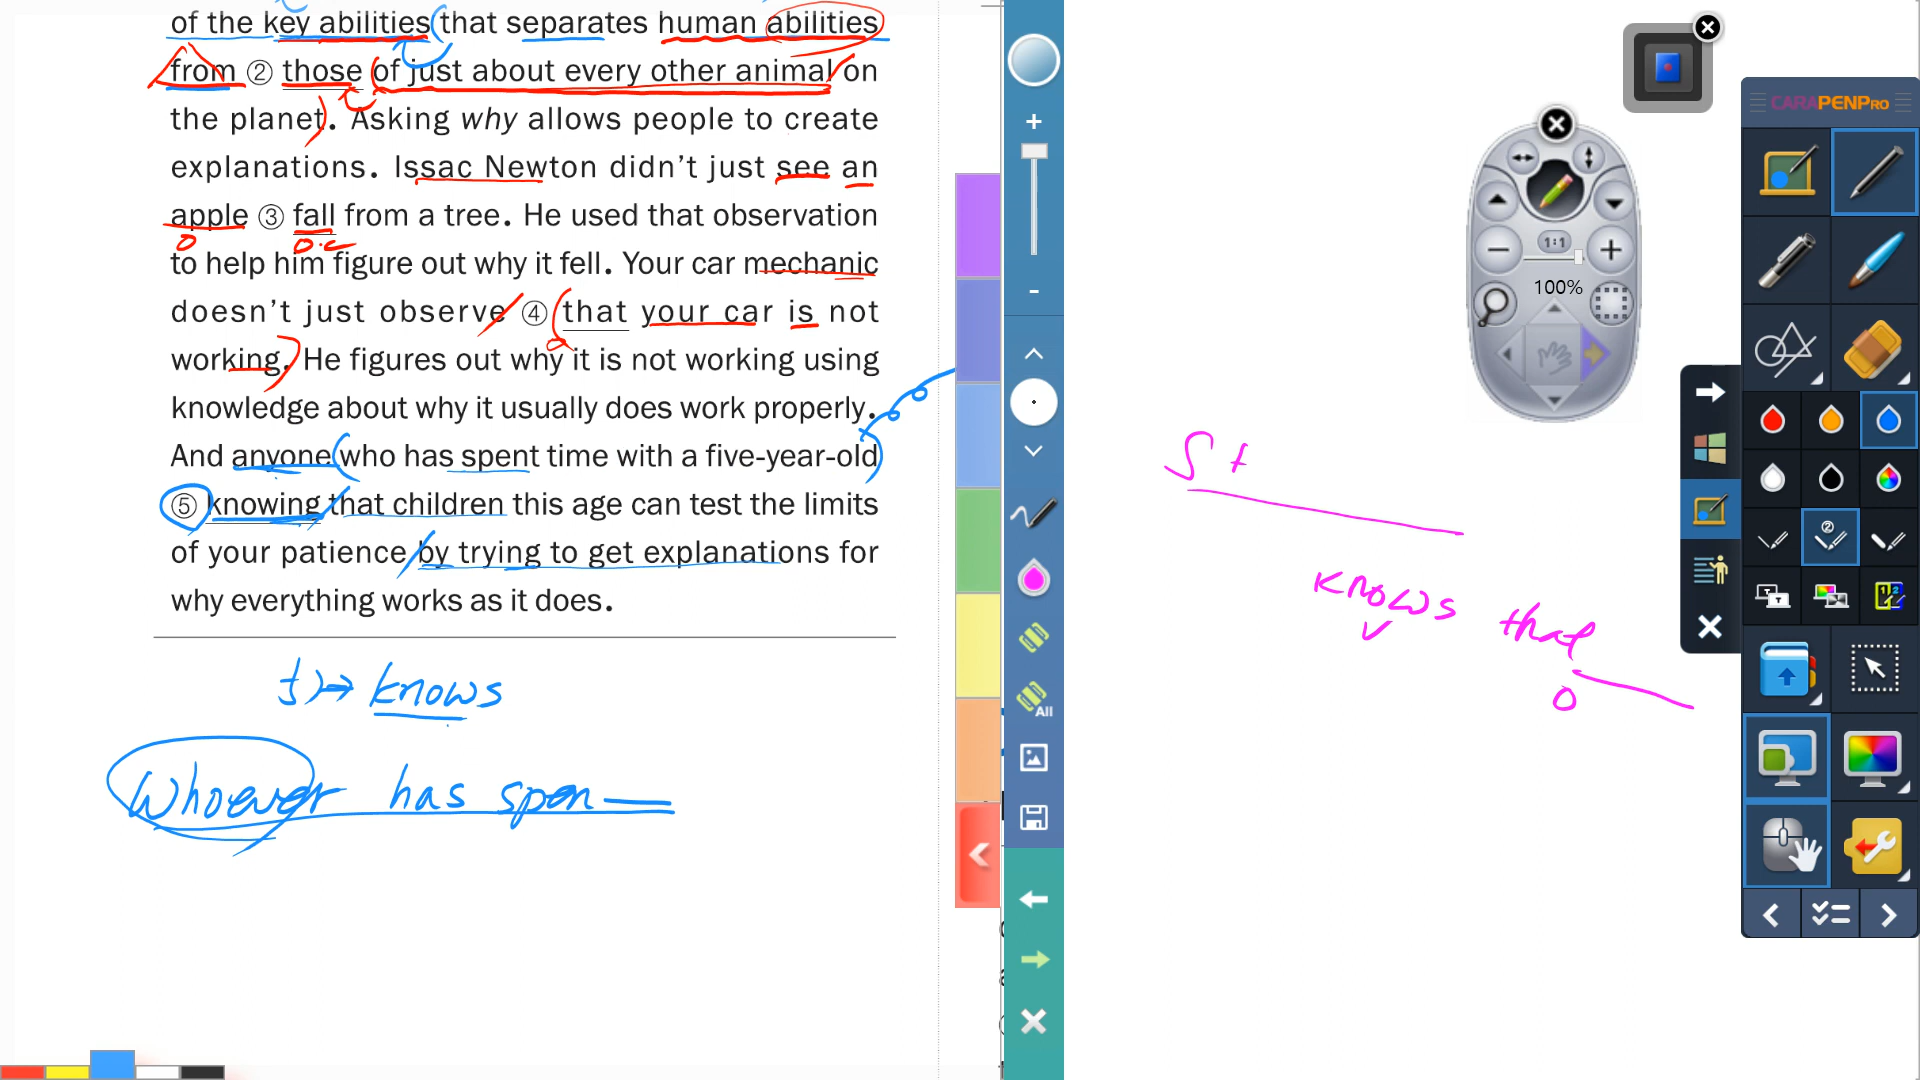 of the key abilities that separates human abilities
from ② those of just about every other animal on
the planet. Asking why allows people to create
explanations. Issac Newton didn't just see an
apple ③ fall from a tree. He used that observation
O O.C
to help him figure out why it fell. Your car mechanic
doesn't just observe ④ that your car is not
working. He figures out why it is not working using
knowledge about why it usually does work properly.
And anyone who has spent time with a five-year-old
⑤ knowing that children this age can test the limits
of your patience by trying to get explanations for
why everything works as it does.
knows
Whoever has spen
+
-
All
S +
knows that
V
O
1:1
100%
CARAPENPRO
②